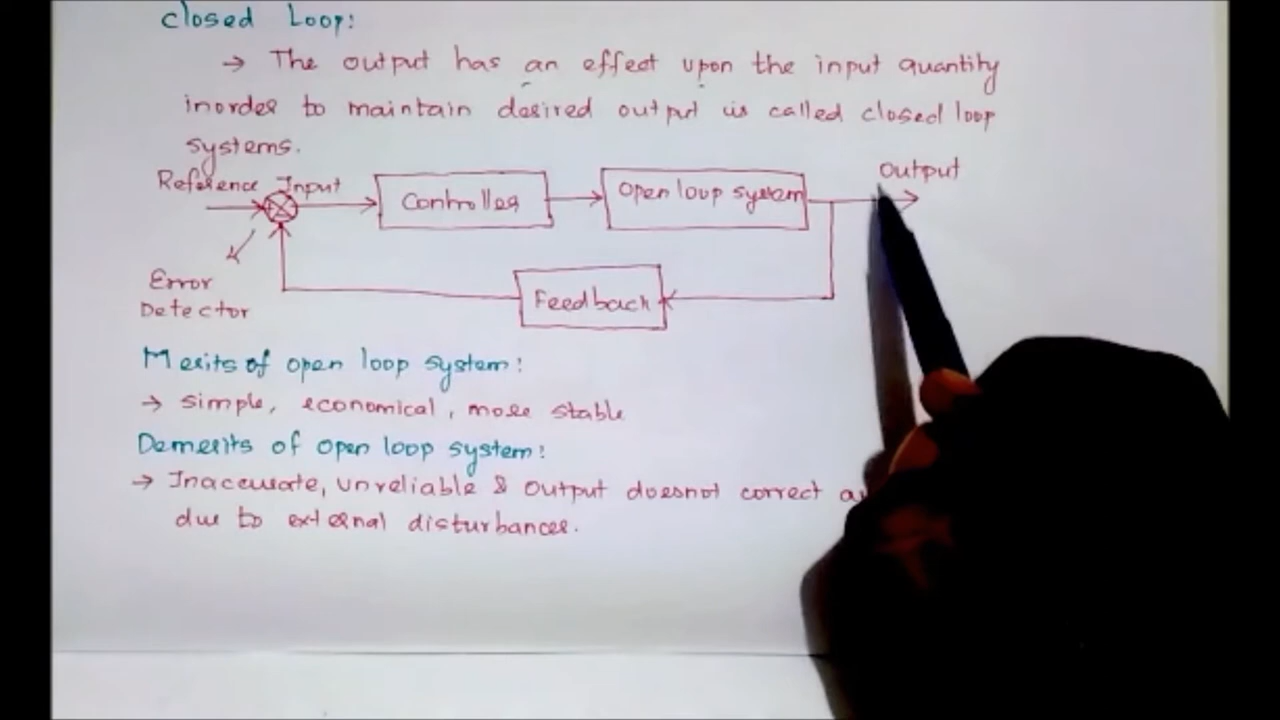 closed Loop:
→ The output has an effect upon the input quantity
inorder to maintain desired output is called closed loop
systems.
Reference Input
Controller
Open loop system
Output
Error
Detector
Feedback
Merits of open loop system:
→ simple, economical, more stable
Demerits of open loop system:
→ Inaccurate, unreliable & Output doesnot correct
due to external disturbances.